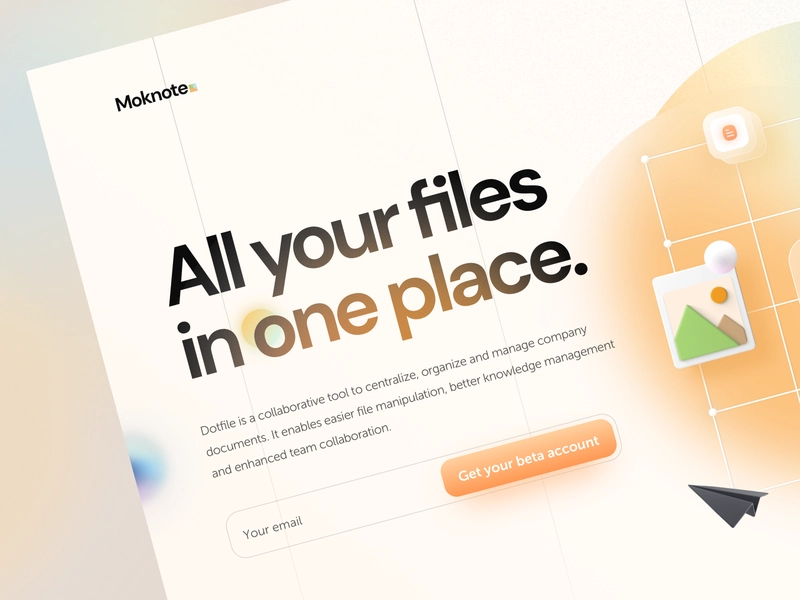 Moknote
All your files
in one place.
Dotfile is a collaborative tool to centralize, organize and manage company
documents. It enables easier file manipulation, better knowledge management
and enhanced team collaboration.
Your email
Get your beta account